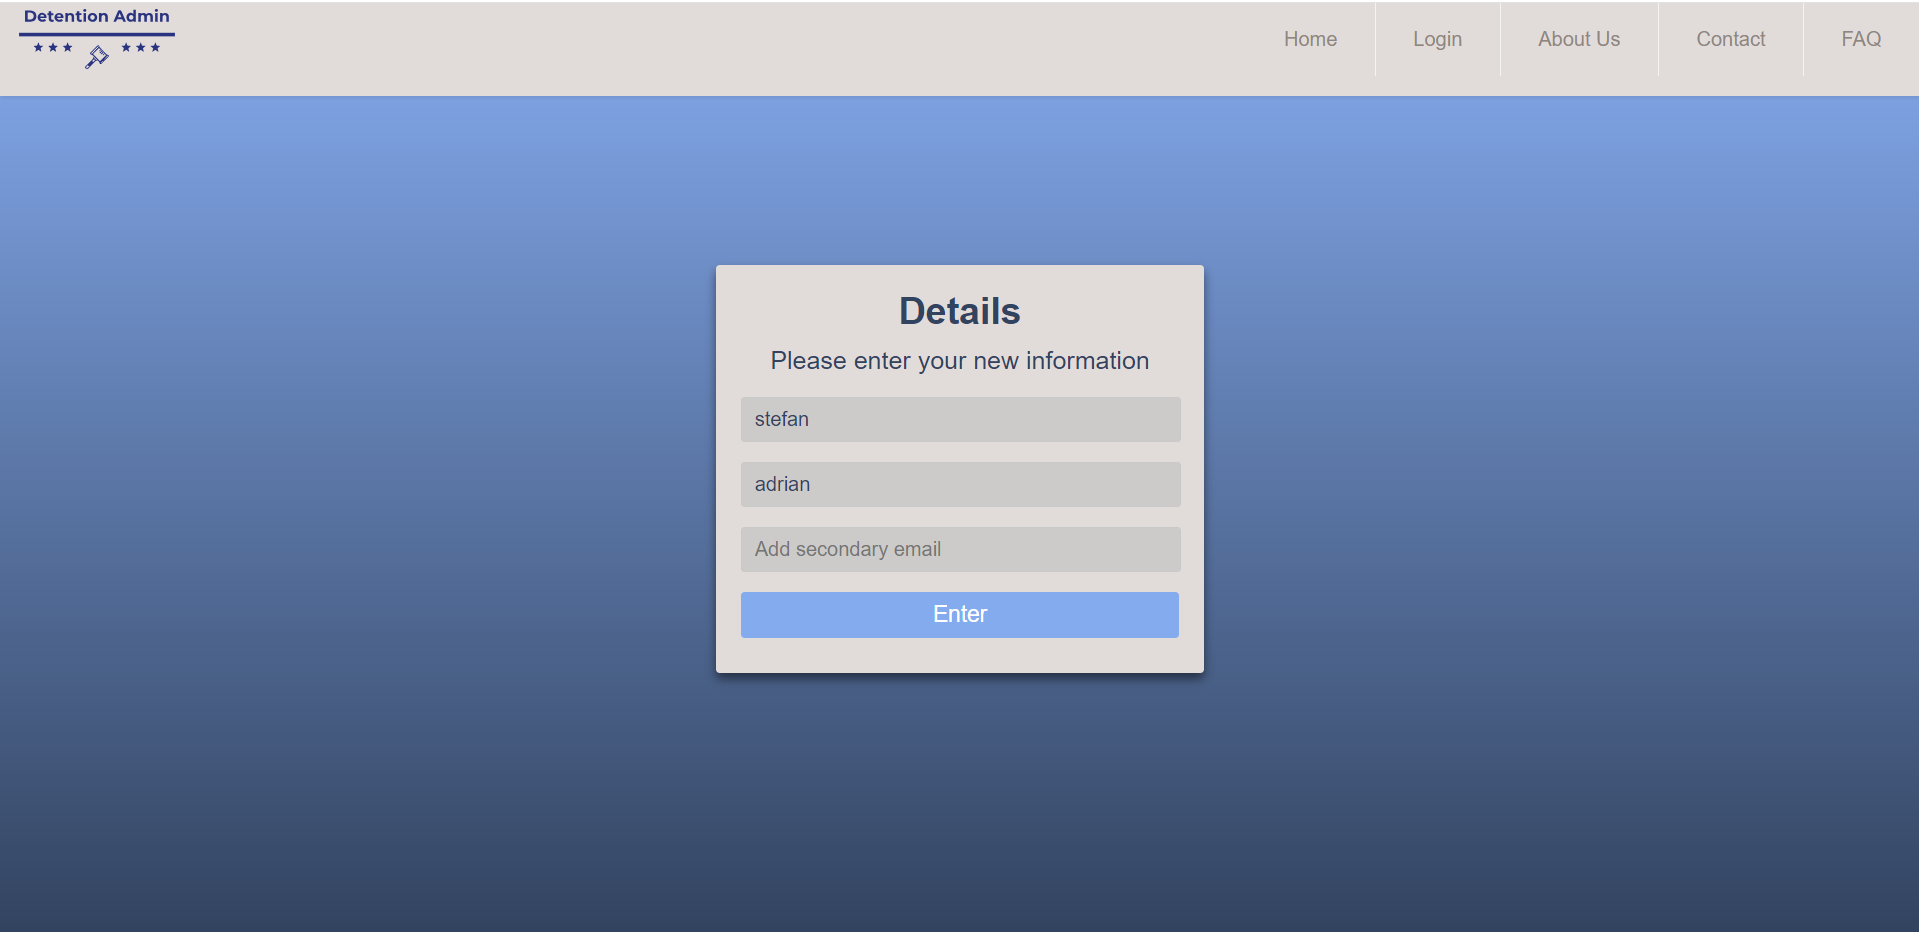 Detention Admin
Home Login About Us Contact FAQ
Details
Please enter your new information
stefan
adrian
Add secondary email
Enter